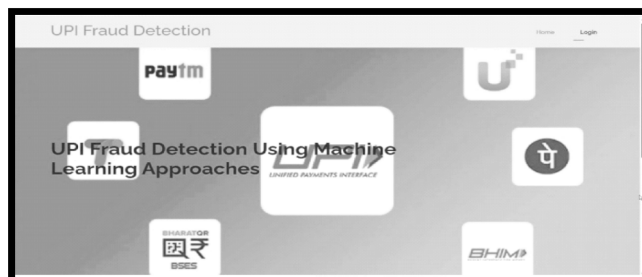 UPI Fraud Detection
Home Login
Paytm
U
UPI Fraud Detection Using Machine
Learning Approaches
UPI
UNIFIED PAYMENTS INTERFACE
पे
BHARATQR
BSES
BHIM